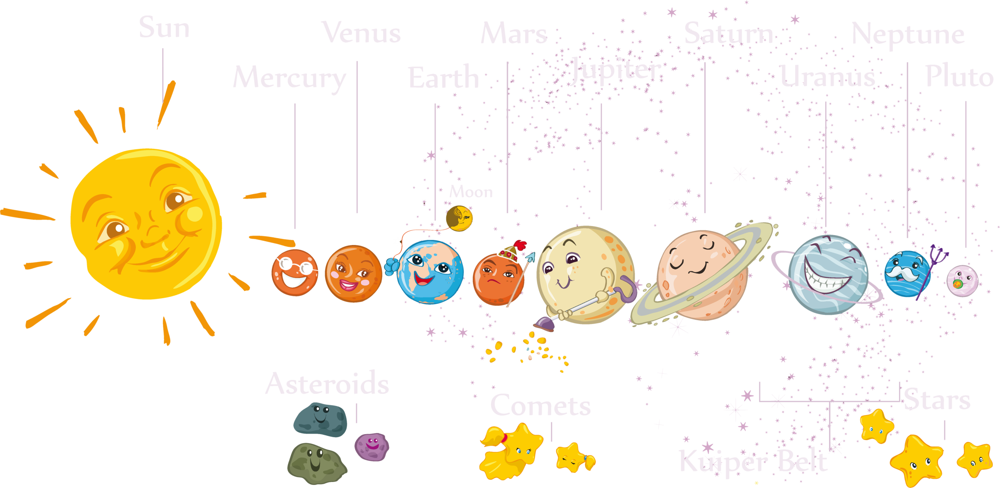 Sun
Venus
Mars
Saturn
Neptune
Mercury
Earth
Jupiter
Uranus
Pluto
Moon
Asteroids
Comets
Stars
Kuiper Belt